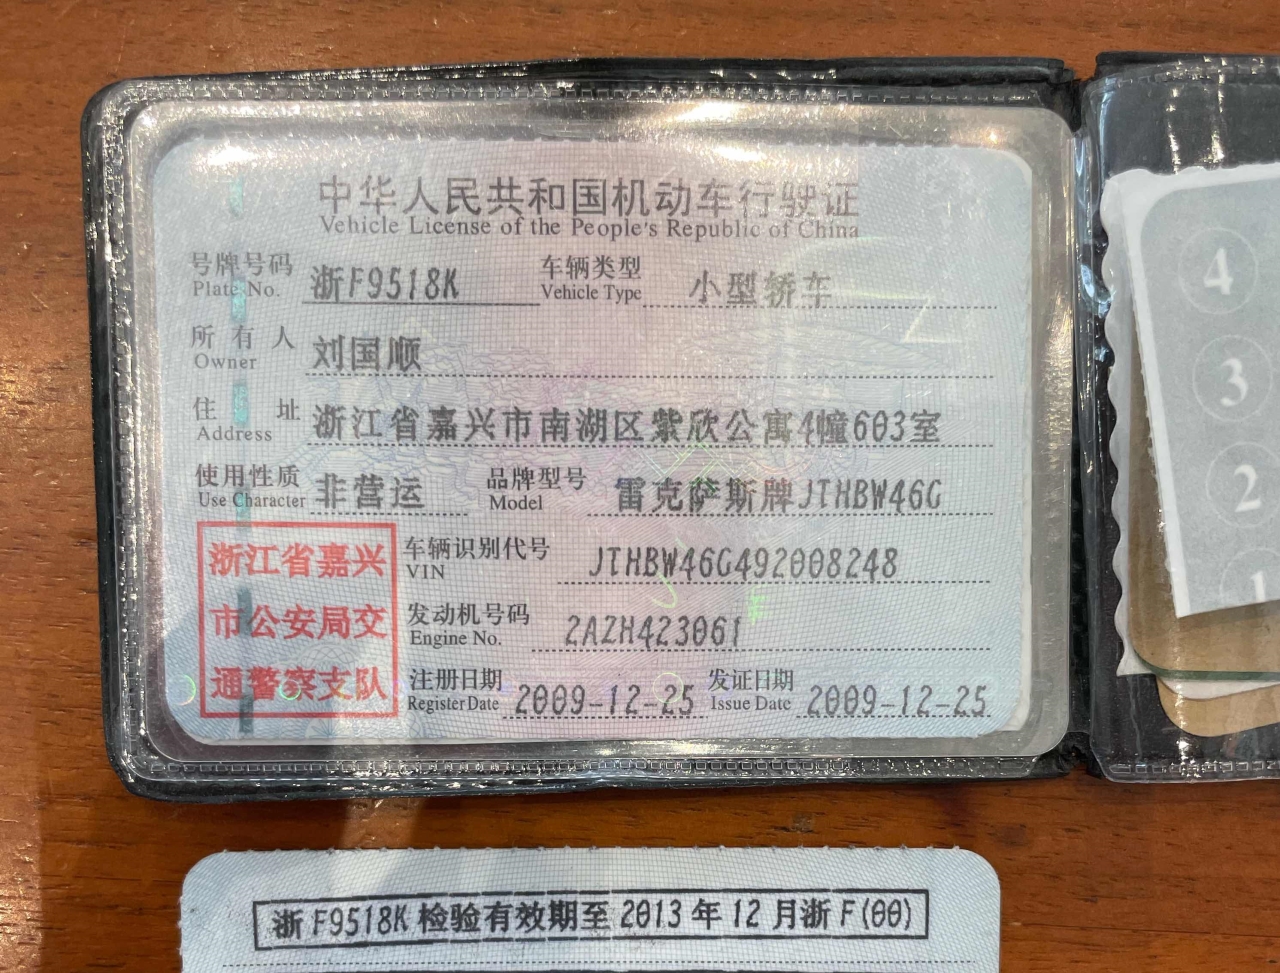 中华人民共和国机动车行驶证
Vehicle License of the People's Republic of China
号牌号码 浙F9518K 车辆类型 小型轿车
Plate No. Vehicle Type
所有人 刘国顺
Owner
住址 浙江省嘉兴市南湖区紫欣公寓4幢603室
Address
使用性质 非营运 品牌型号 雷克萨斯牌JTHBW46G
Use Character Model
浙江省嘉兴
市公安局交
通警察支队
车辆识别代号 JTHBW46G492008248
VIN
发动机号码 2AZH423061
Engine No.
注册日期 2009-12-25 发证日期 2009-12-25
Register Date Issue Date
4
3
2
1
浙F9518K 检验有效期至 2013年12月浙F(00)